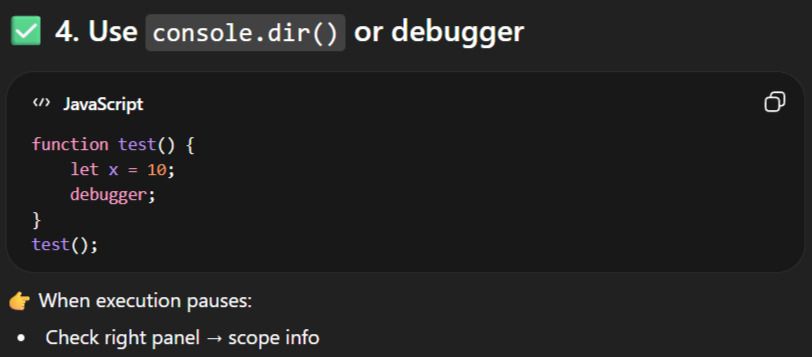 ✅ 4. Use console.dir() or debugger
</> JavaScript
function test() {
    let x = 10;
    debugger;
}
test();
👉 When execution pauses:
• Check right panel → scope info